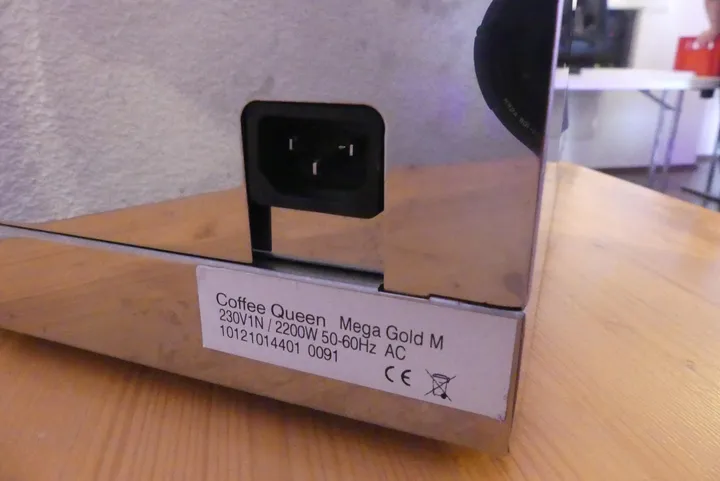 Coffee Queen Mega Gold M
230V1N / 2200W 50-60Hz AC
10121014401 0091
CE